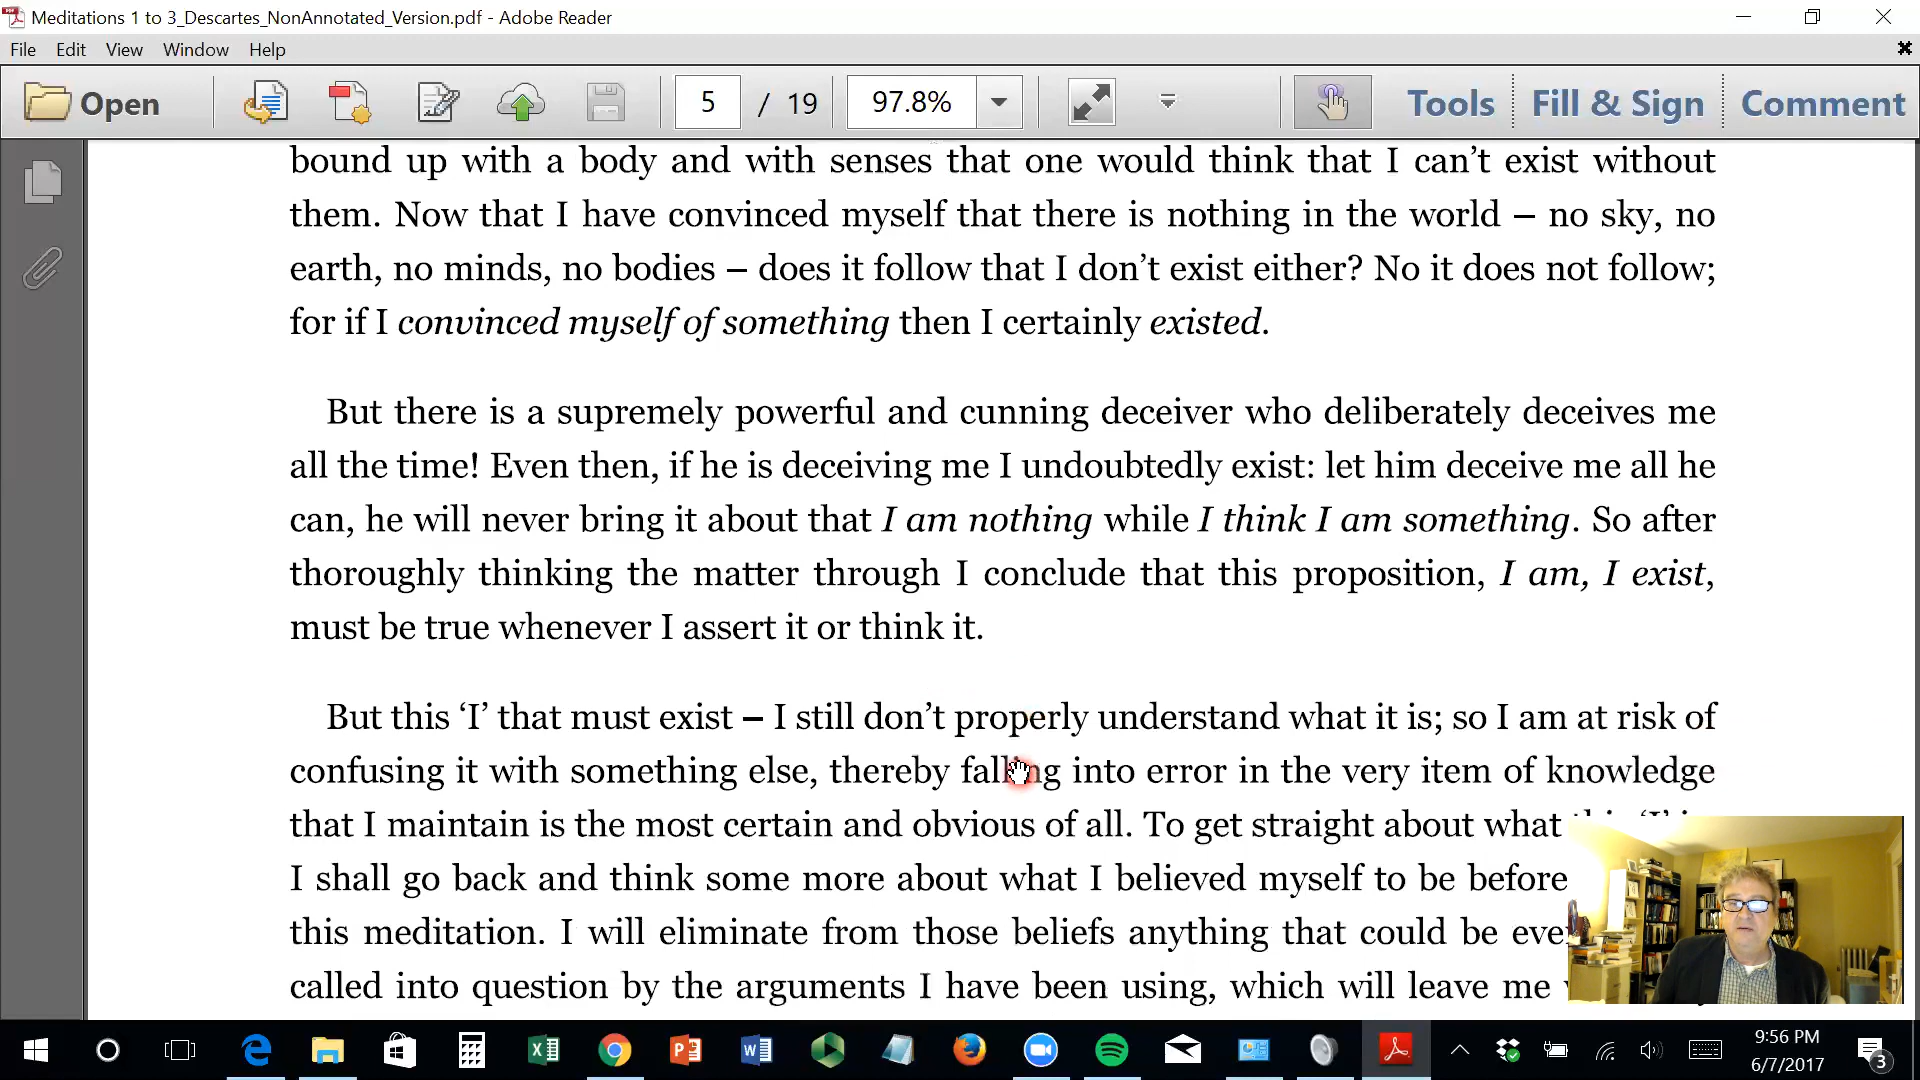 Meditations 1 to 3_Descartes_NonAnnotated_Version.pdf - Adobe Reader
File Edit View Window Help
Open 5 / 19 97.8% Tools Fill & Sign Comment
bound up with a body and with senses that one would think that I can’t exist without
them. Now that I have convinced myself that there is nothing in the world – no sky, no
earth, no minds, no bodies – does it follow that I don’t exist either? No it does not follow;
for if I convinced myself of something then I certainly existed.
But there is a supremely powerful and cunning deceiver who deliberately deceives me
all the time! Even then, if he is deceiving me I undoubtedly exist: let him deceive me all he
can, he will never bring it about that I am nothing while I think I am something. So after
thoroughly thinking the matter through I conclude that this proposition, I am, I exist,
must be true whenever I assert it or think it.
But this ‘I’ that must exist – I still don’t properly understand what it is; so I am at risk of
confusing it with something else, thereby falling into error in the very item of knowledge
that I maintain is the most certain and obvious of all. To get straight about what
I shall go back and think some more about what I believed myself to be before
this meditation. I will eliminate from those beliefs anything that could be
called into question by the arguments I have been using, which will leave me
9:56 PM
6/7/2017
3